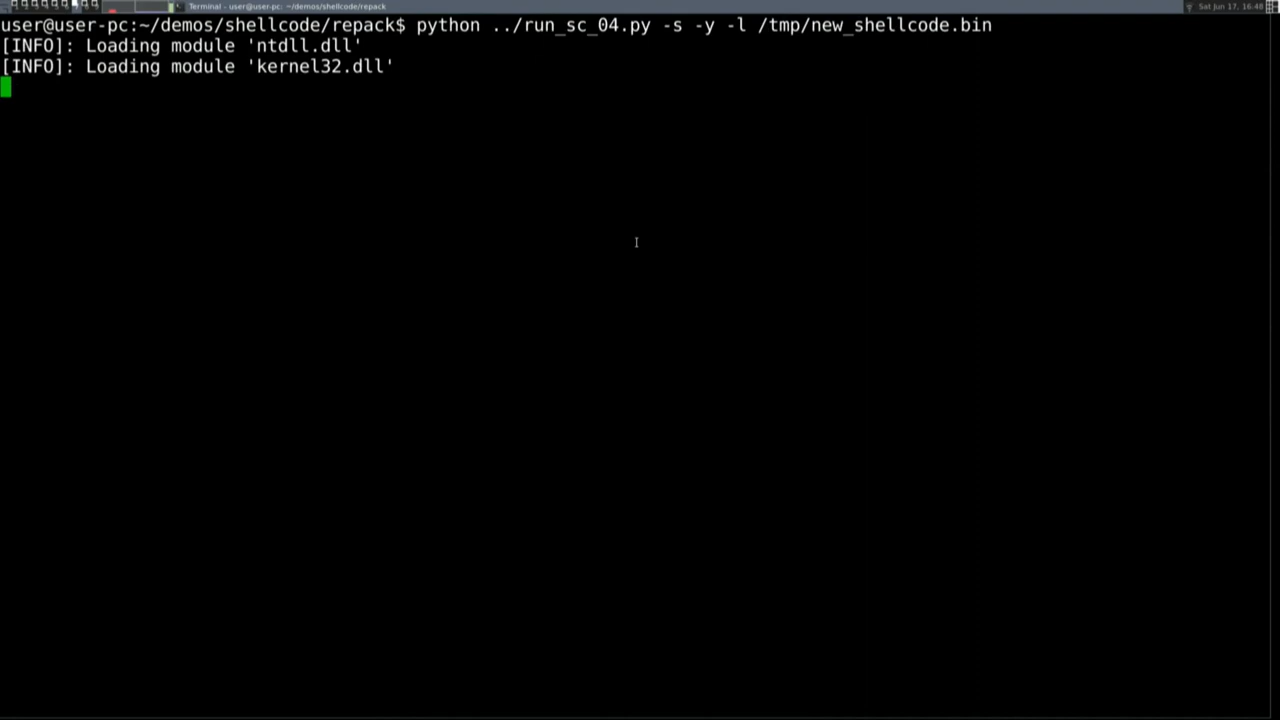 Terminal - user@user-pc: ~/demos/shellcode/repack
Sat Jun 17, 16:48
user@user-pc:~/demos/shellcode/repack$ python ../run_sc_04.py -s -y -l /tmp/new_shellcode.bin
[INFO]: Loading module 'ntdll.dll'
[INFO]: Loading module 'kernel32.dll'